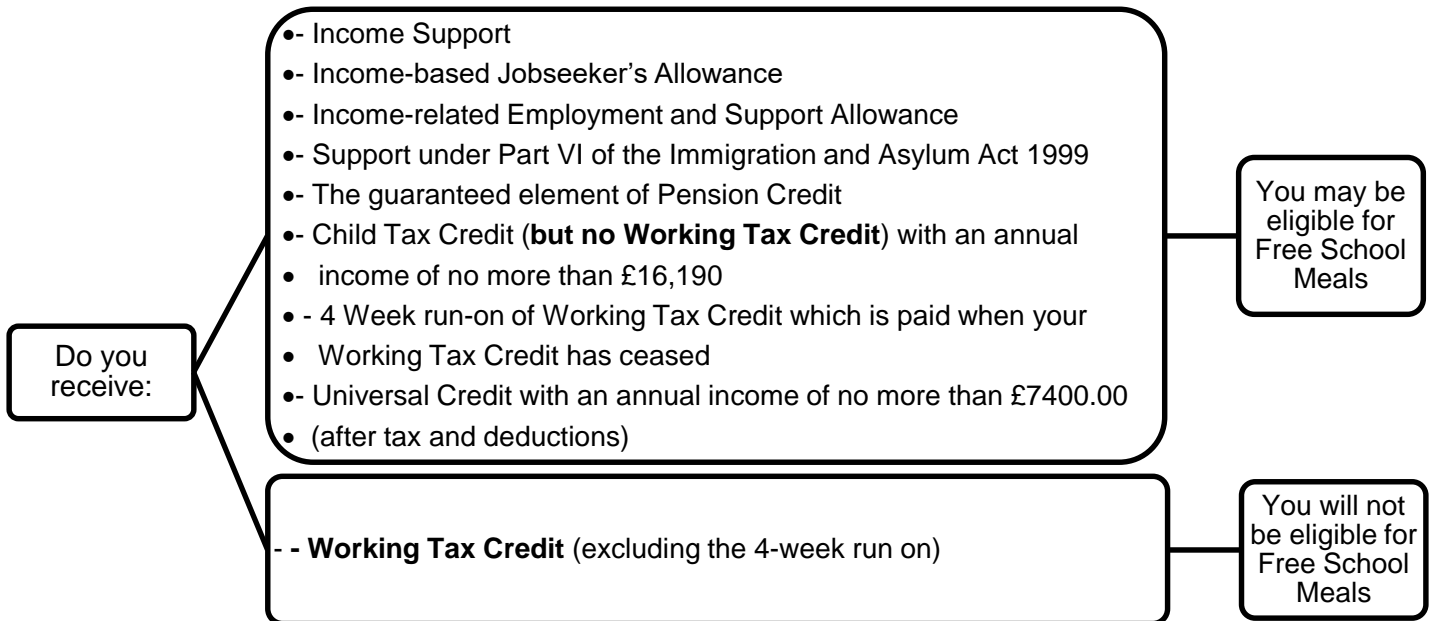 Do you
receive:
•- Income Support
•- Income-based Jobseeker’s Allowance
•- Income-related Employment and Support Allowance
•- Support under Part VI of the Immigration and Asylum Act 1999
•- The guaranteed element of Pension Credit
•- Child Tax Credit (but no Working Tax Credit) with an annual
• income of no more than £16,190
• - 4 Week run-on of Working Tax Credit which is paid when your
• Working Tax Credit has ceased
•- Universal Credit with an annual income of no more than £7400.00
• (after tax and deductions)
You may be
eligible for
Free School
Meals
- - Working Tax Credit (excluding the 4-week run on)
You will not
be eligible for
Free School
Meals